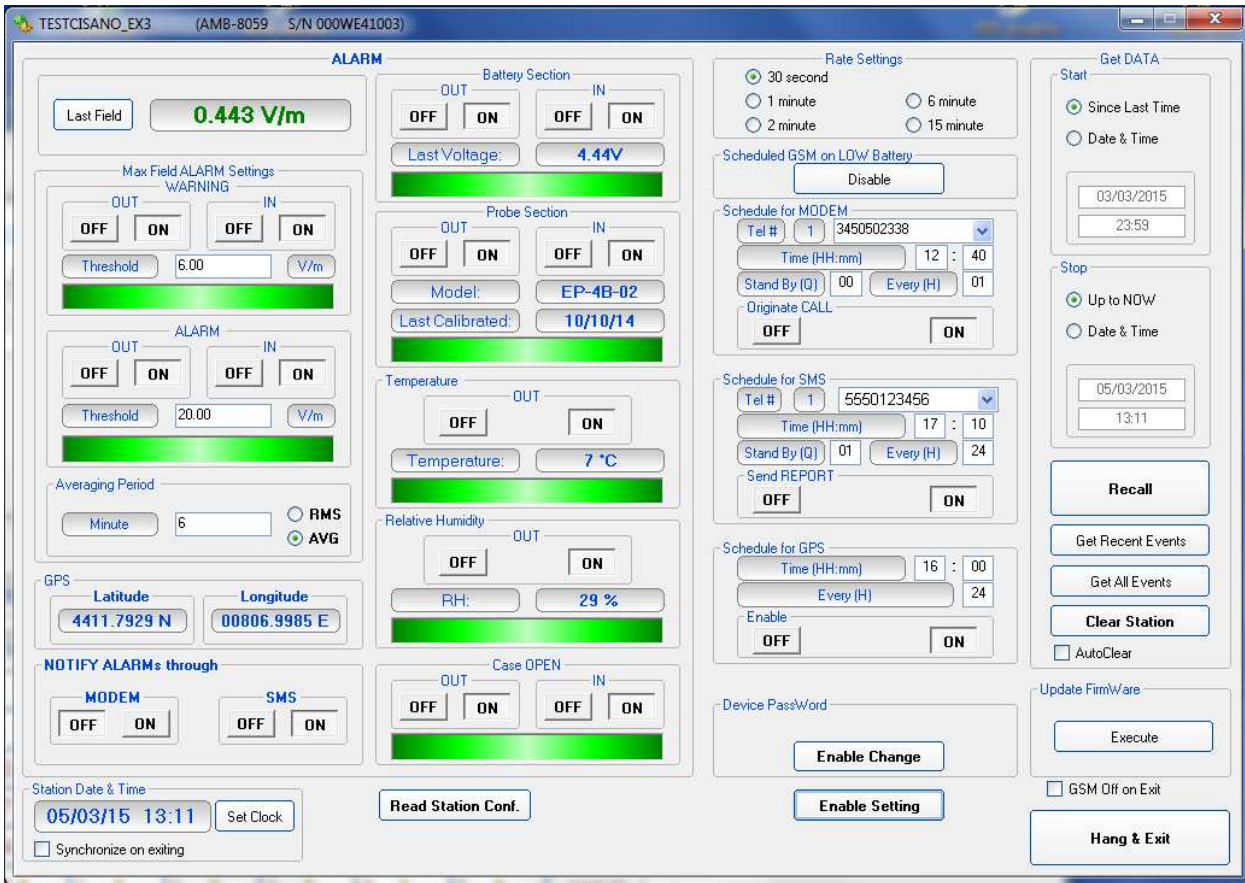 TESTCISANO_EX3 (AMB-8059 S/N 000WE41003)
ALARM
Last Field 0.443 V/m
Max Field ALARM Settings
WARNING
OUT IN
OFF ON OFF ON
Threshold 6.00 V/m
ALARM
OUT IN
OFF ON OFF ON
Threshold 20.00 V/m
Averaging Period
Minute 6 RMS
AVG
GPS
Latitude Longitude
4411.7929 N 00806.9985 E
NOTIFY ALARMs through
MODEM SMS
OFF ON OFF ON
Station Date & Time
05/03/15 13:11 Set Clock
Synchronize on exiting
Battery Section
OUT IN
OFF ON OFF ON
Last Voltage: 4.44V
Probe Section
OUT IN
OFF ON OFF ON
Model: EP-4B-02
Last Calibrated: 10/10/14
Temperature
OUT
OFF ON
Temperature: 7 °C
Relative Humidity
OUT
OFF ON
RH: 29 %
Case OPEN
OUT IN
OFF ON OFF ON
Read Station Conf.
Rate Settings
30 second
1 minute 6 minute
2 minute 15 minute
Scheduled GSM on LOW Battery
Disable
Schedule for MODEM
Tel # 1 3450502338
Time (HH:mm) 12 : 40
Stand By (Q) 00 Every (H) 01
Originate CALL
OFF ON
Schedule for SMS
Tel # 1 5550123456
Time (HH:mm) 17 : 10
Stand By (Q) 01 Every (H) 24
Send REPORT
OFF ON
Schedule for GPS
Time (HH:mm) 16 : 00
Every (H) 24
Enable
OFF ON
Device PassWord
Enable Change
Enable Setting
Get DATA
Start
Since Last Time
Date & Time
03/03/2015
23:59
Stop
Up to NOW
Date & Time
05/03/2015
13:11
Recall
Get Recent Events
Get All Events
Clear Station
AutoClear
Update FirmWare
Execute
GSM Off on Exit
Hang & Exit